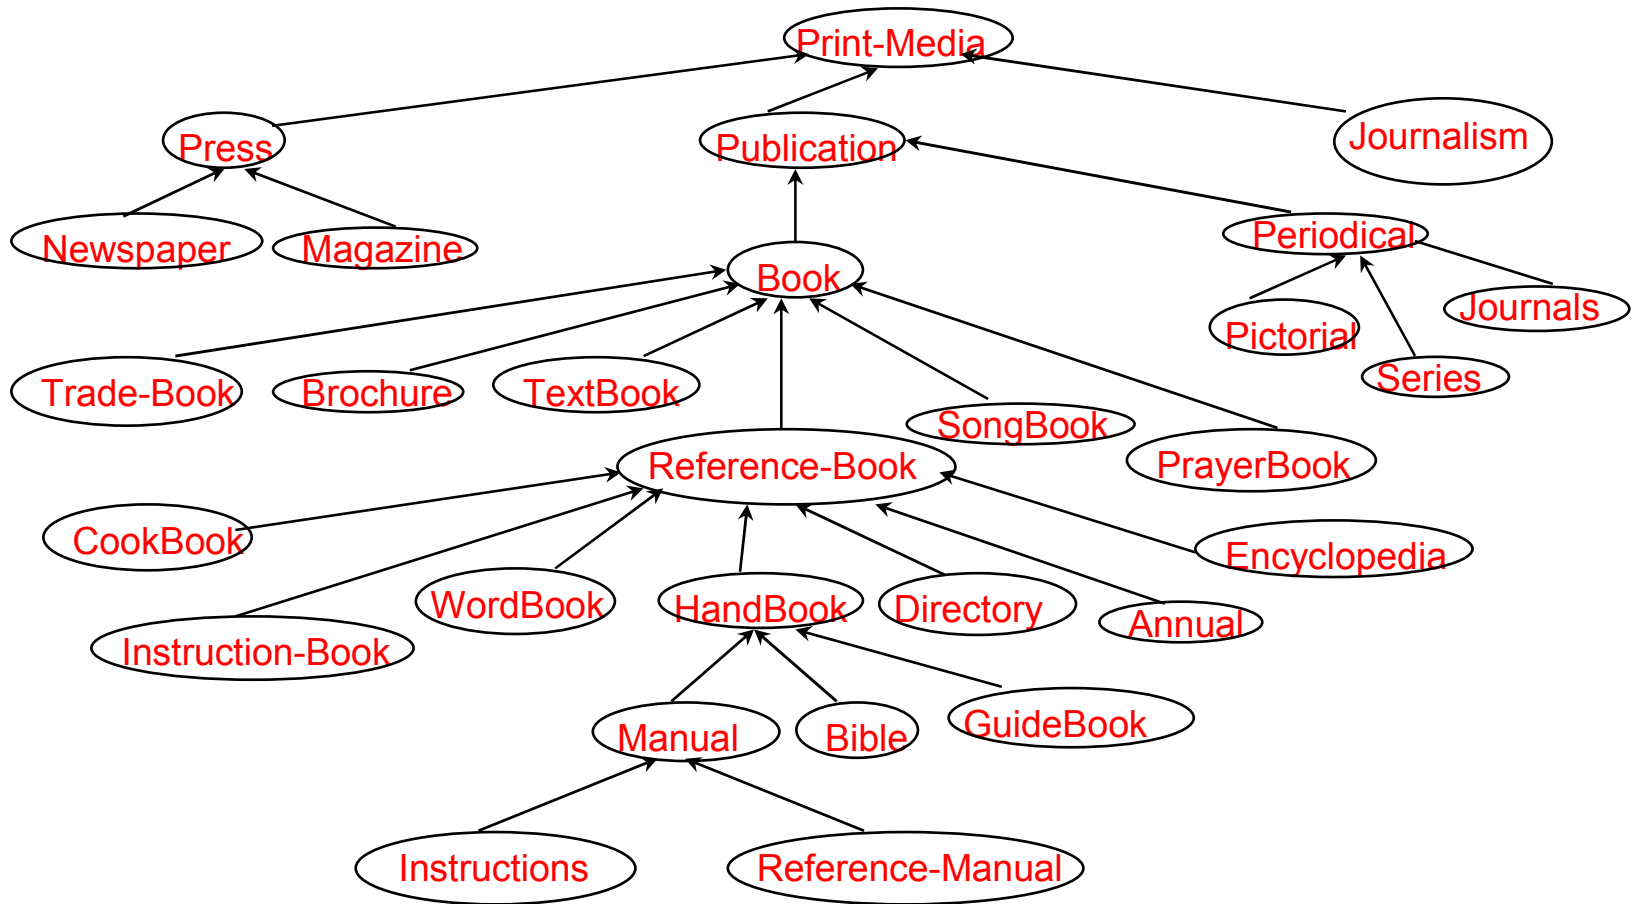 Print-Media
Press
Publication
Journalism
Newspaper
Magazine
Book
Periodical
Pictorial
Journals
Series
Trade-Book
Brochure
TextBook
SongBook
PrayerBook
Reference-Book
CookBook
Encyclopedia
Instruction-Book
WordBook
HandBook
Directory
Annual
Manual
Bible
GuideBook
Instructions
Reference-Manual